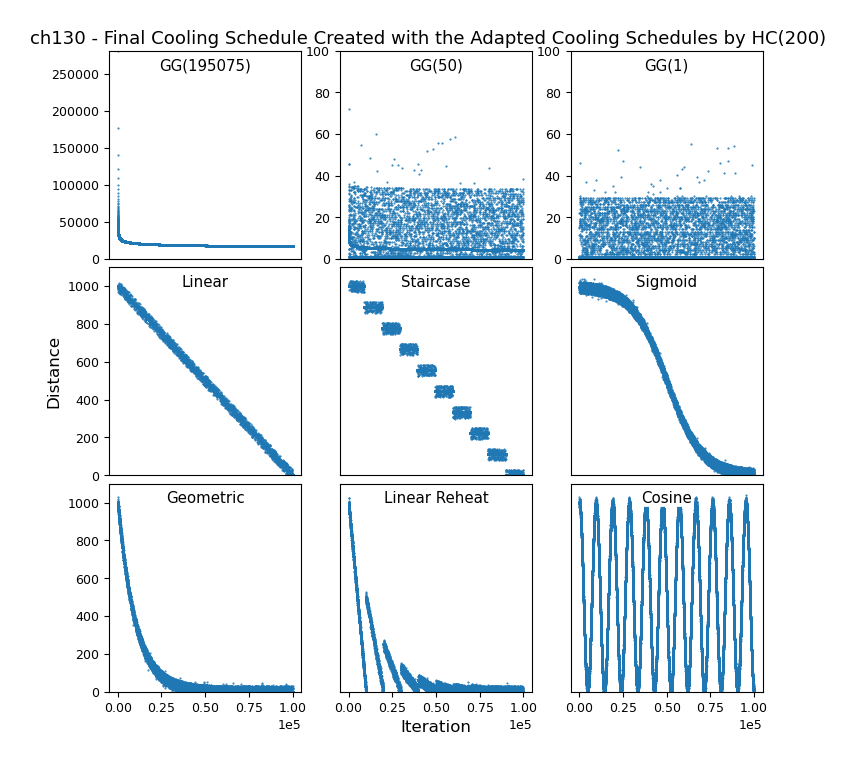 ch130 - Final Cooling Schedule Created with the Adapted Cooling Schedules by HC(200)
GG(195075)
GG(50)
GG(1)
250000
200000
150000
100000
50000
0
100
80
60
40
20
0
100
80
60
40
20
0
Linear
Staircase
Sigmoid
1000
800
600
400
200
0
Distance
Geometric
Linear Reheat
Cosine
1000
800
600
400
200
0
0.00 0.25 0.50 0.75 1.00
1e5
0.00 0.25 0.50 0.75 1.00
1e5
0.00 0.25 0.50 0.75 1.00
1e5
Iteration